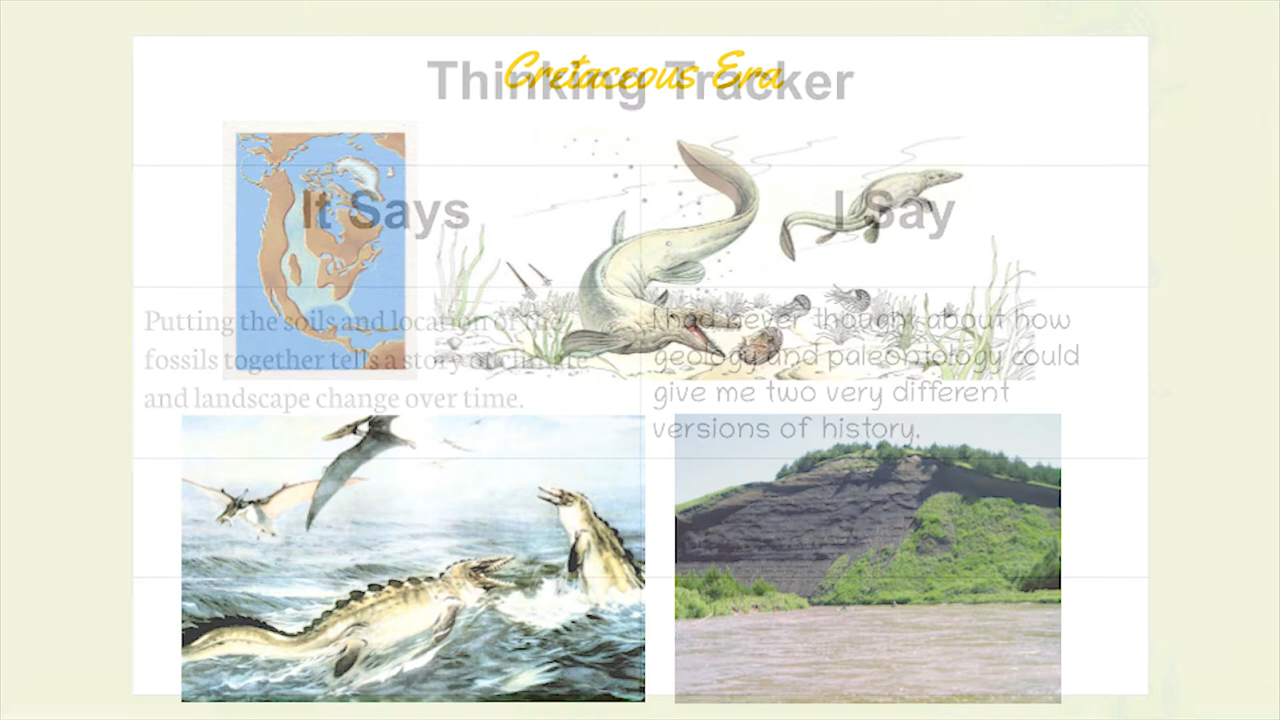 Cretaceous Era
Thinking Tracker
It Says
I Say
Putting the soils and location of the
fossils together tells a story of climate
and landscape change over time.
I had never thought about how
geology and paleontology could
give me two very different
versions of history.